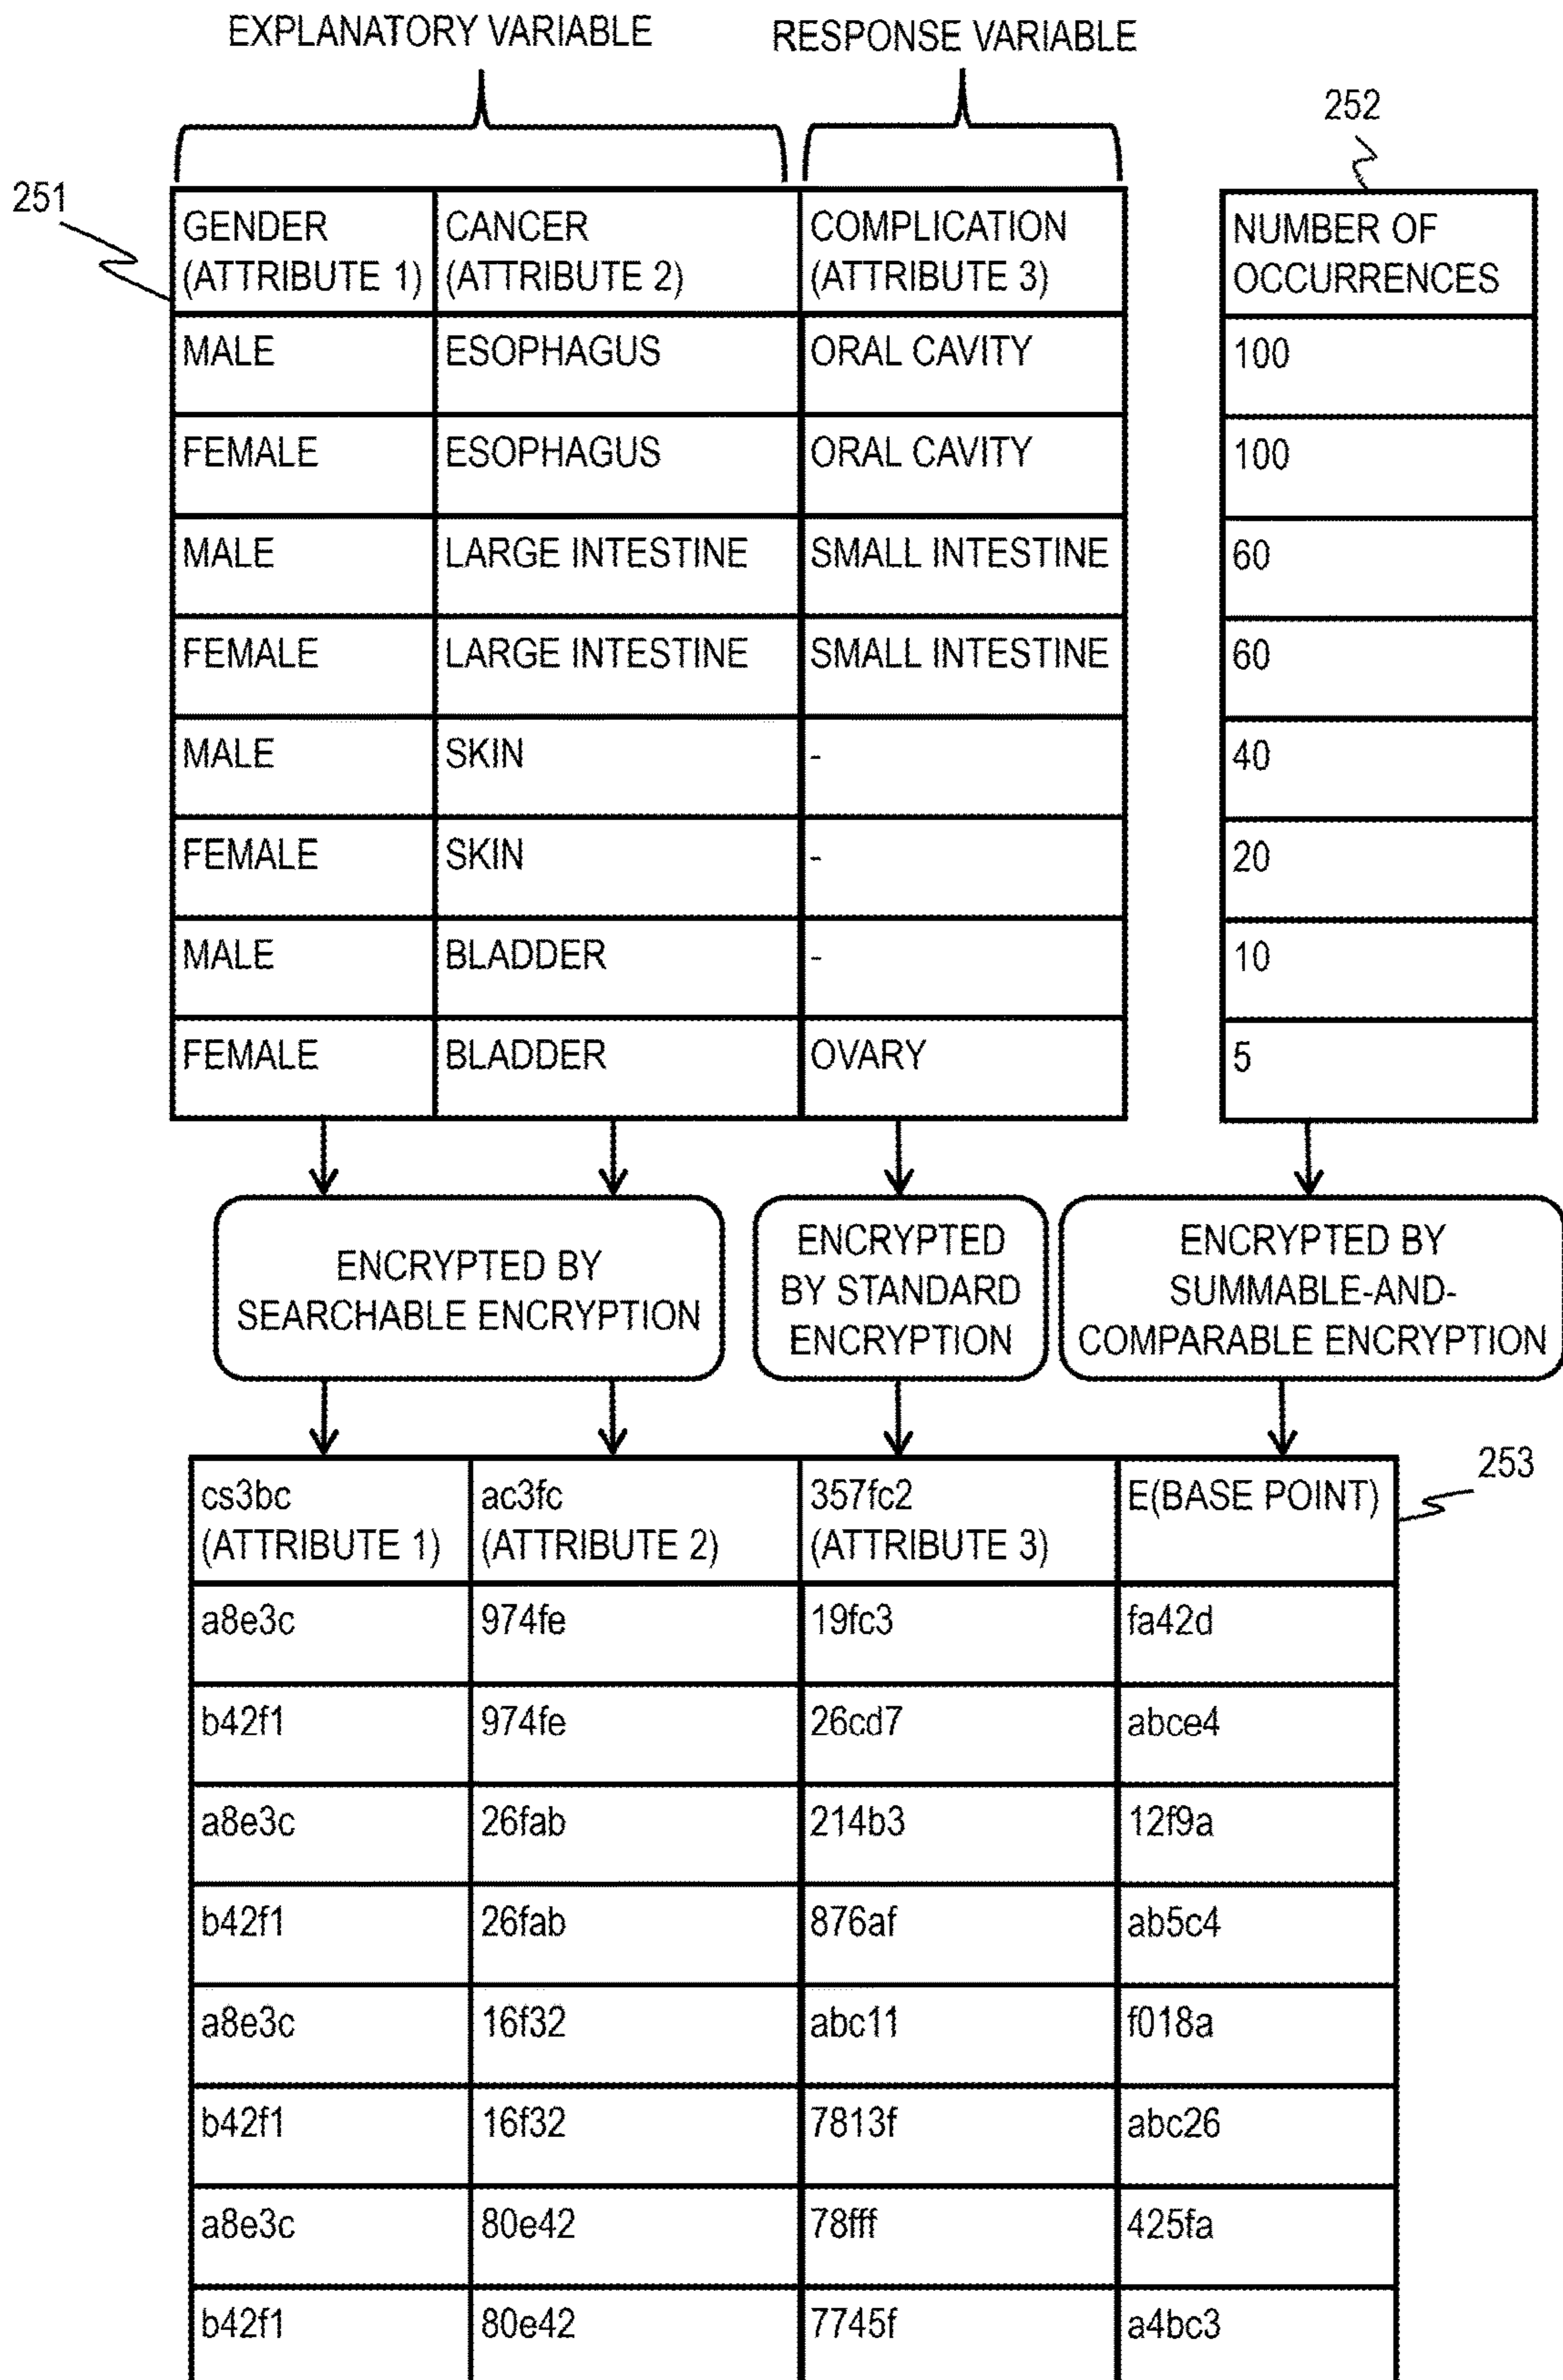 EXPLANATORY VARIABLE
RESPONSE VARIABLE
252
251
GENDER
(ATTRIBUTE 1)
CANCER
(ATTRIBUTE 2)
COMPLICATION
(ATTRIBUTE 3)
NUMBER OF
OCCURRENCES
MALE
ESOPHAGUS
ORAL CAVITY
100
FEMALE
ESOPHAGUS
ORAL CAVITY
100
MALE
LARGE INTESTINE
SMALL INTESTINE
60
FEMALE
LARGE INTESTINE
SMALL INTESTINE
60
MALE
SKIN
-
40
FEMALE
SKIN
-
20
MALE
BLADDER
-
10
FEMALE
BLADDER
OVARY
5
ENCRYPTED BY
SEARCHABLE ENCRYPTION
ENCRYPTED
BY STANDARD
ENCRYPTION
ENCRYPTED BY
SUMMABLE-AND-
COMPARABLE ENCRYPTION
253
cs3bc
(ATTRIBUTE 1)
ac3fc
(ATTRIBUTE 2)
357fc2
(ATTRIBUTE 3)
E(BASE POINT)
a8e3c
974fe
19fc3
fa42d
b42f1
974fe
26cd7
abce4
a8e3c
26fab
214b3
12f9a
b42f1
26fab
876af
ab5c4
a8e3c
16f32
abc11
f018a
b42f1
16f32
7813f
abc26
a8e3c
80e42
78fff
425fa
b42f1
80e42
7745f
a4bc3